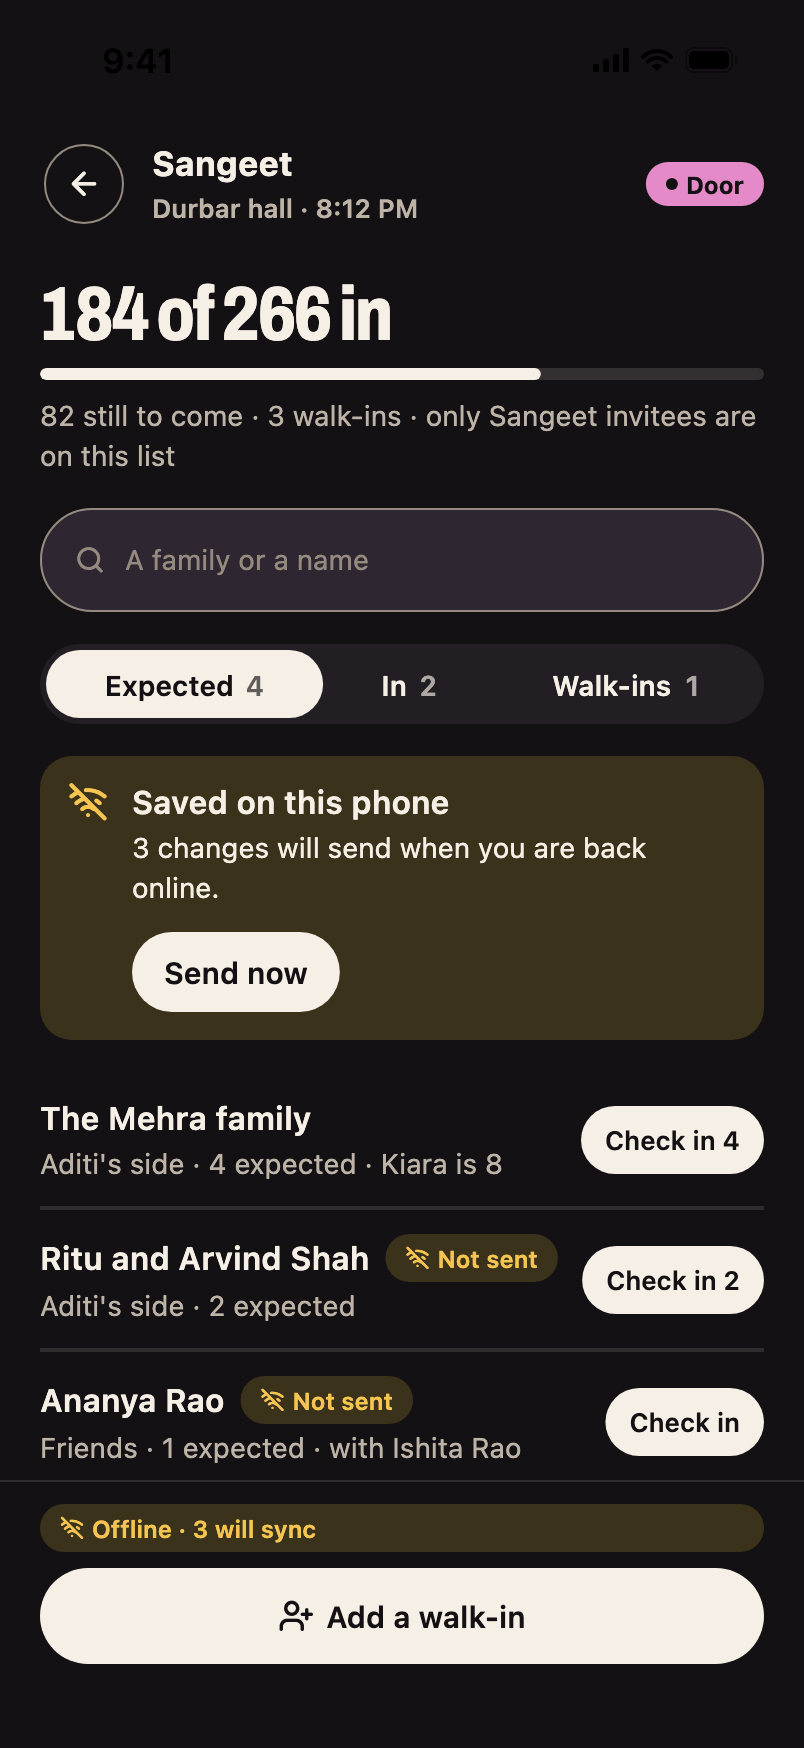 9:41
Sangeet
Durbar hall · 8:12 PM
Door
184 of 266 in
82 still to come · 3 walk-ins · only Sangeet invitees are
on this list
A family or a name
Expected 4
In 2
Walk-ins 1
Saved on this phone
3 changes will send when you are back
online.
Send now
The Mehra family
Aditi's side · 4 expected · Kiara is 8
Check in 4
Ritu and Arvind Shah
Not sent
Aditi's side · 2 expected
Check in 2
Ananya Rao
Not sent
Friends · 1 expected · with Ishita Rao
Check in
Offline · 3 will sync
Add a walk-in